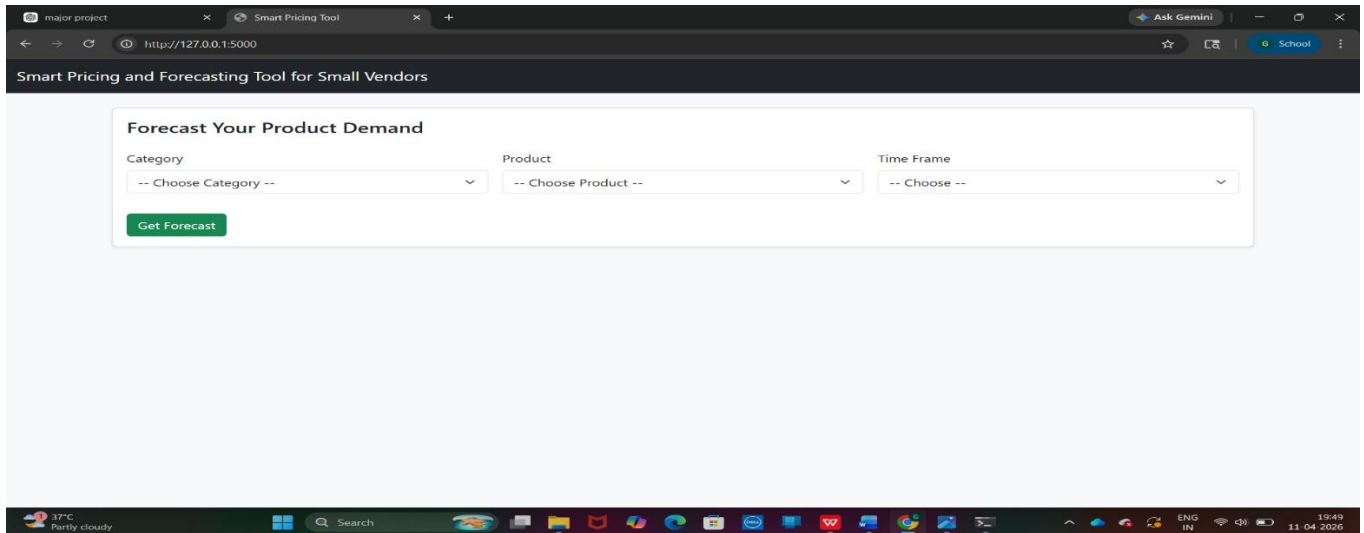 major project
Smart Pricing Tool
Ask Gemini
http://127.0.0.1:5000
G School
Smart Pricing and Forecasting Tool for Small Vendors
Forecast Your Product Demand
Category Product Time Frame
-- Choose Category -- -- Choose Product -- -- Choose --
Get Forecast
37°C
Partly cloudy
Search
DELL
W
ENG
IN
19:49
11-04-2026